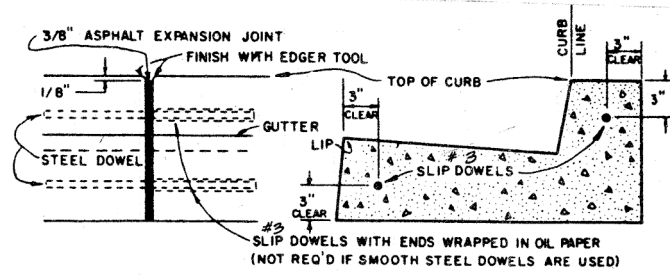 3/8" ASPHALT EXPANSION JOINT
FINISH WITH EDGER TOOL
1/8"
TOP OF CURB
CURB
LINE
3"
CLEAR
3"
3"
CLEAR
GUTTER
LIP
STEEL DOWEL
#3
SLIP DOWELS
3"
CLEAR
#3
SLIP DOWELS WITH ENDS WRAPPED IN OIL PAPER
(NOT REQ'D IF SMOOTH STEEL DOWELS ARE USED)